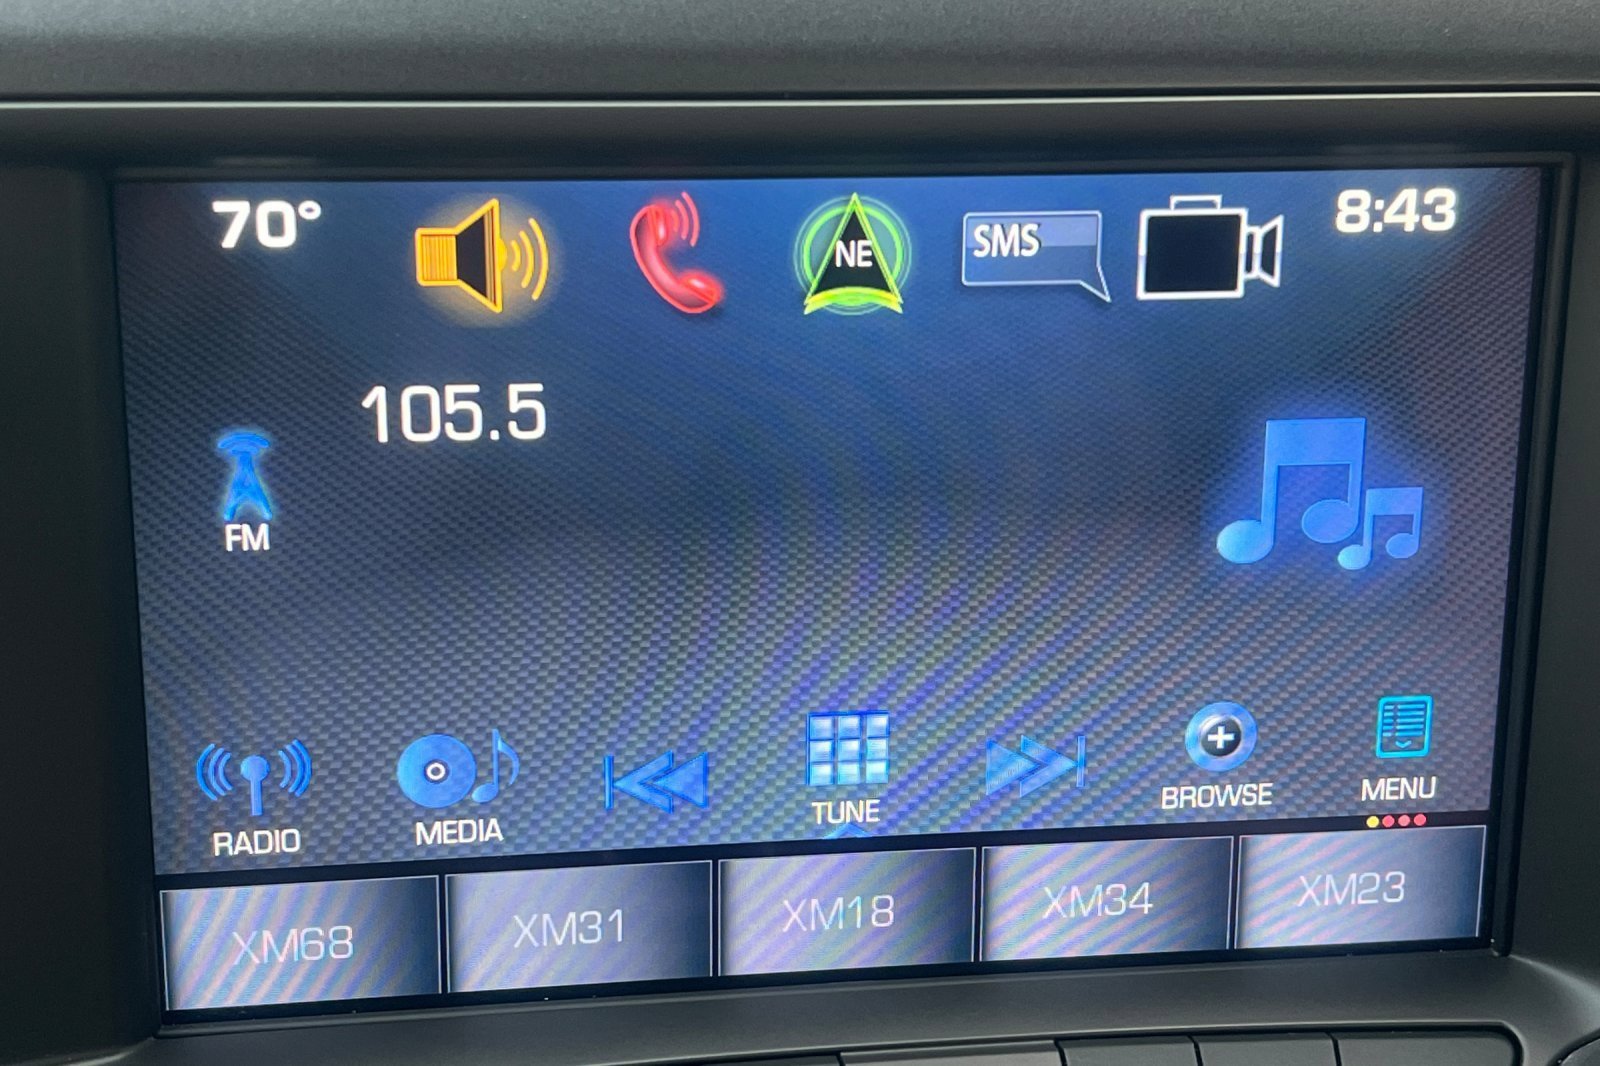 70°
NE
SMS
8:43
105.5
FM
RADIO
MEDIA
TUNE
BROWSE
MENU
XM68
XM31
XM18
XM34
XM23